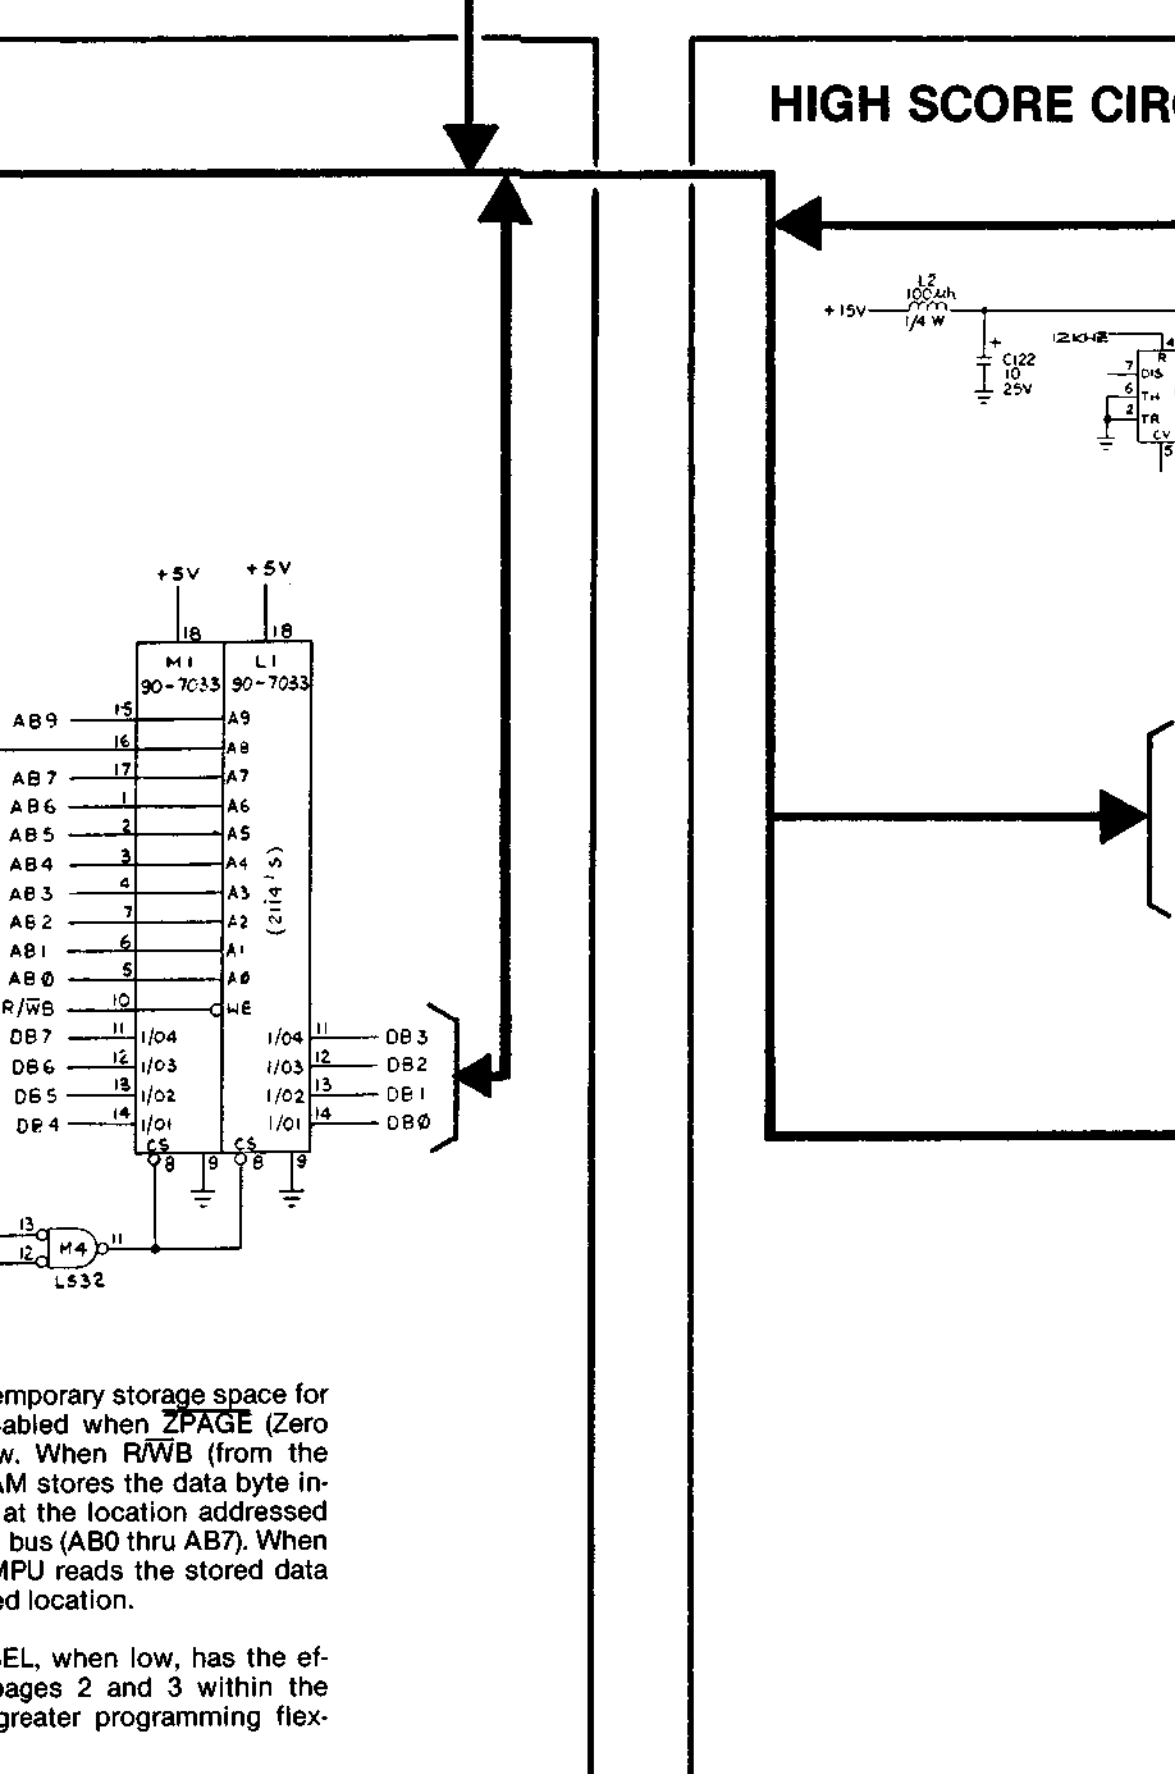 HIGH SCORE CIR
L2
100µh
+15V
1/4 W
+
C122
10
25V
12KHZ
4
R
7
DIS
6
TH
2
TR
CV
5
+5V
+5V
18
18
M1
L1
90-7033
90-7033
AB9
15
A9
16
A8
AB7
17
A7
AB6
1
A6
AB5
2
A5
AB4
3
A4
AB3
4
A3
AB2
7
A2
AB1
6
A1
ABØ
5
AØ
(2114'S)
R/W̅B
10
WE
DB7
11
I/O4
I/O4
11
DB3
DB6
12
I/O3
I/O3
12
DB2
DB5
13
I/O2
I/O2
13
DB1
DB4
14
I/O1
I/O1
14
DBØ
CS
CS
8
9
8
9
13
12
M4
11
LS32
emporary storage space for
abled when Z̅P̅A̅G̅E̅ (Zero
w. When R/W̅B (from the
AM stores the data byte in-
at the location addressed
bus (AB0 thru AB7). When
MPU reads the stored data
ed location.
SEL, when low, has the ef-
pages 2 and 3 within the
greater programming flex-